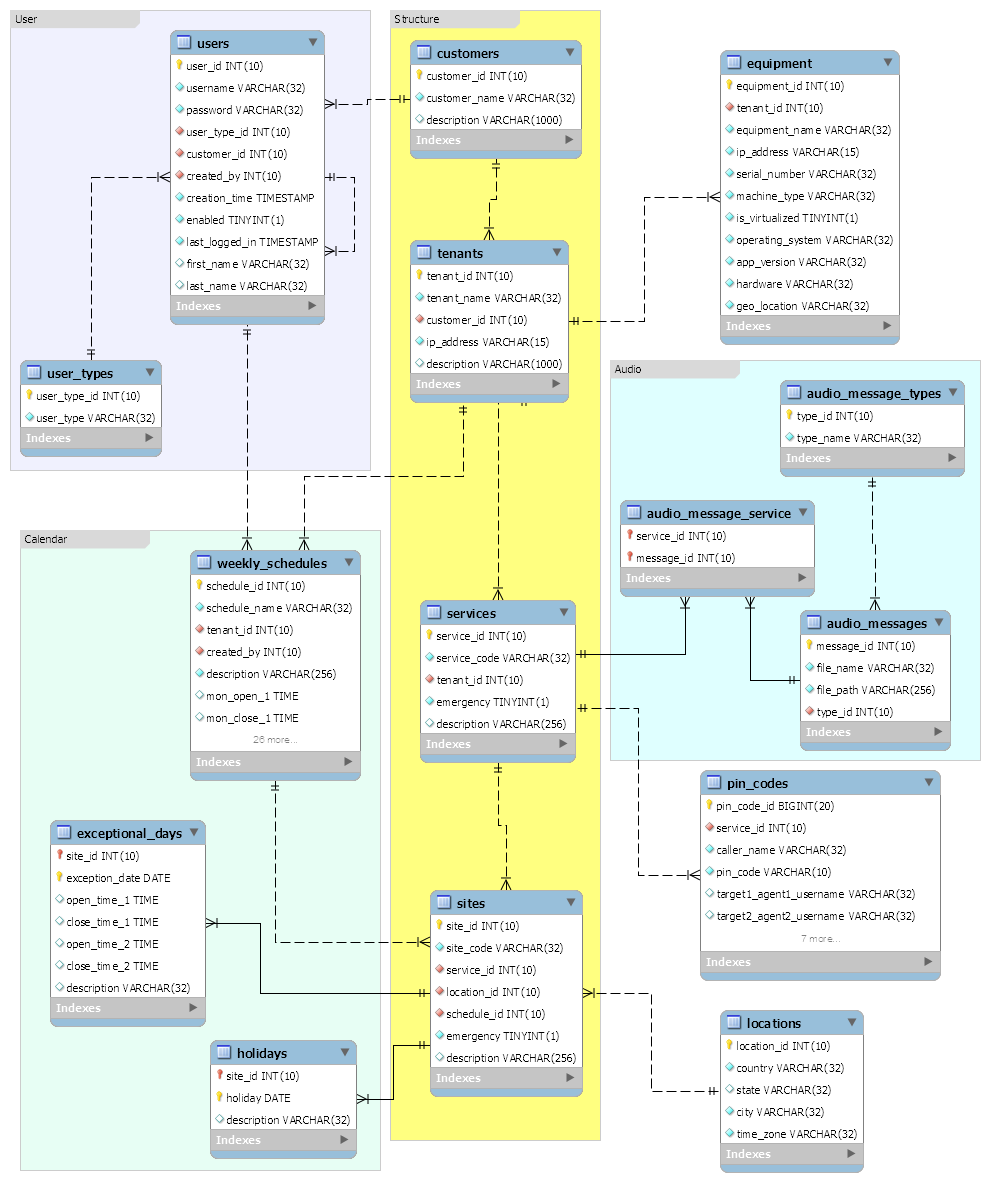 User
users
user_id INT(10)
username VARCHAR(32)
password VARCHAR(32)
user_type_id INT(10)
customer_id INT(10)
created_by INT(10)
creation_time TIMESTAMP
enabled TINYINT(1)
last_logged_in TIMESTAMP
first_name VARCHAR(32)
last_name VARCHAR(32)
Indexes
user_types
user_type_id INT(10)
user_type VARCHAR(32)
Indexes
Structure
customers
customer_id INT(10)
customer_name VARCHAR(32)
description VARCHAR(1000)
Indexes
tenants
tenant_id INT(10)
tenant_name VARCHAR(32)
customer_id INT(10)
ip_address VARCHAR(15)
description VARCHAR(1000)
Indexes
equipment
equipment_id INT(10)
tenant_id INT(10)
equipment_name VARCHAR(32)
ip_address VARCHAR(15)
serial_number VARCHAR(32)
machine_type VARCHAR(32)
is_virtualized TINYINT(1)
operating_system VARCHAR(32)
app_version VARCHAR(32)
hardware VARCHAR(32)
geo_location VARCHAR(32)
Indexes
Audio
audio_message_types
type_id INT(10)
type_name VARCHAR(32)
Indexes
audio_message_service
service_id INT(10)
message_id INT(10)
Indexes
audio_messages
message_id INT(10)
file_name VARCHAR(32)
file_path VARCHAR(256)
type_id INT(10)
Indexes
Calendar
weekly_schedules
schedule_id INT(10)
schedule_name VARCHAR(32)
tenant_id INT(10)
created_by INT(10)
description VARCHAR(256)
mon_open_1 TIME
mon_close_1 TIME
26 more...
Indexes
services
service_id INT(10)
service_code VARCHAR(32)
tenant_id INT(10)
emergency TINYINT(1)
description VARCHAR(256)
Indexes
pin_codes
pin_code_id BIGINT(20)
service_id INT(10)
caller_name VARCHAR(32)
pin_code VARCHAR(10)
target1_agent1_username VARCHAR(32)
target2_agent2_username VARCHAR(32)
7 more...
Indexes
exceptional_days
site_id INT(10)
exception_date DATE
open_time_1 TIME
close_time_1 TIME
open_time_2 TIME
close_time_2 TIME
description VARCHAR(32)
Indexes
sites
site_id INT(10)
site_code VARCHAR(32)
service_id INT(10)
location_id INT(10)
schedule_id INT(10)
emergency TINYINT(1)
description VARCHAR(256)
Indexes
holidays
site_id INT(10)
holiday DATE
description VARCHAR(32)
Indexes
locations
location_id INT(10)
country VARCHAR(32)
state VARCHAR(32)
city VARCHAR(32)
time_zone VARCHAR(32)
Indexes